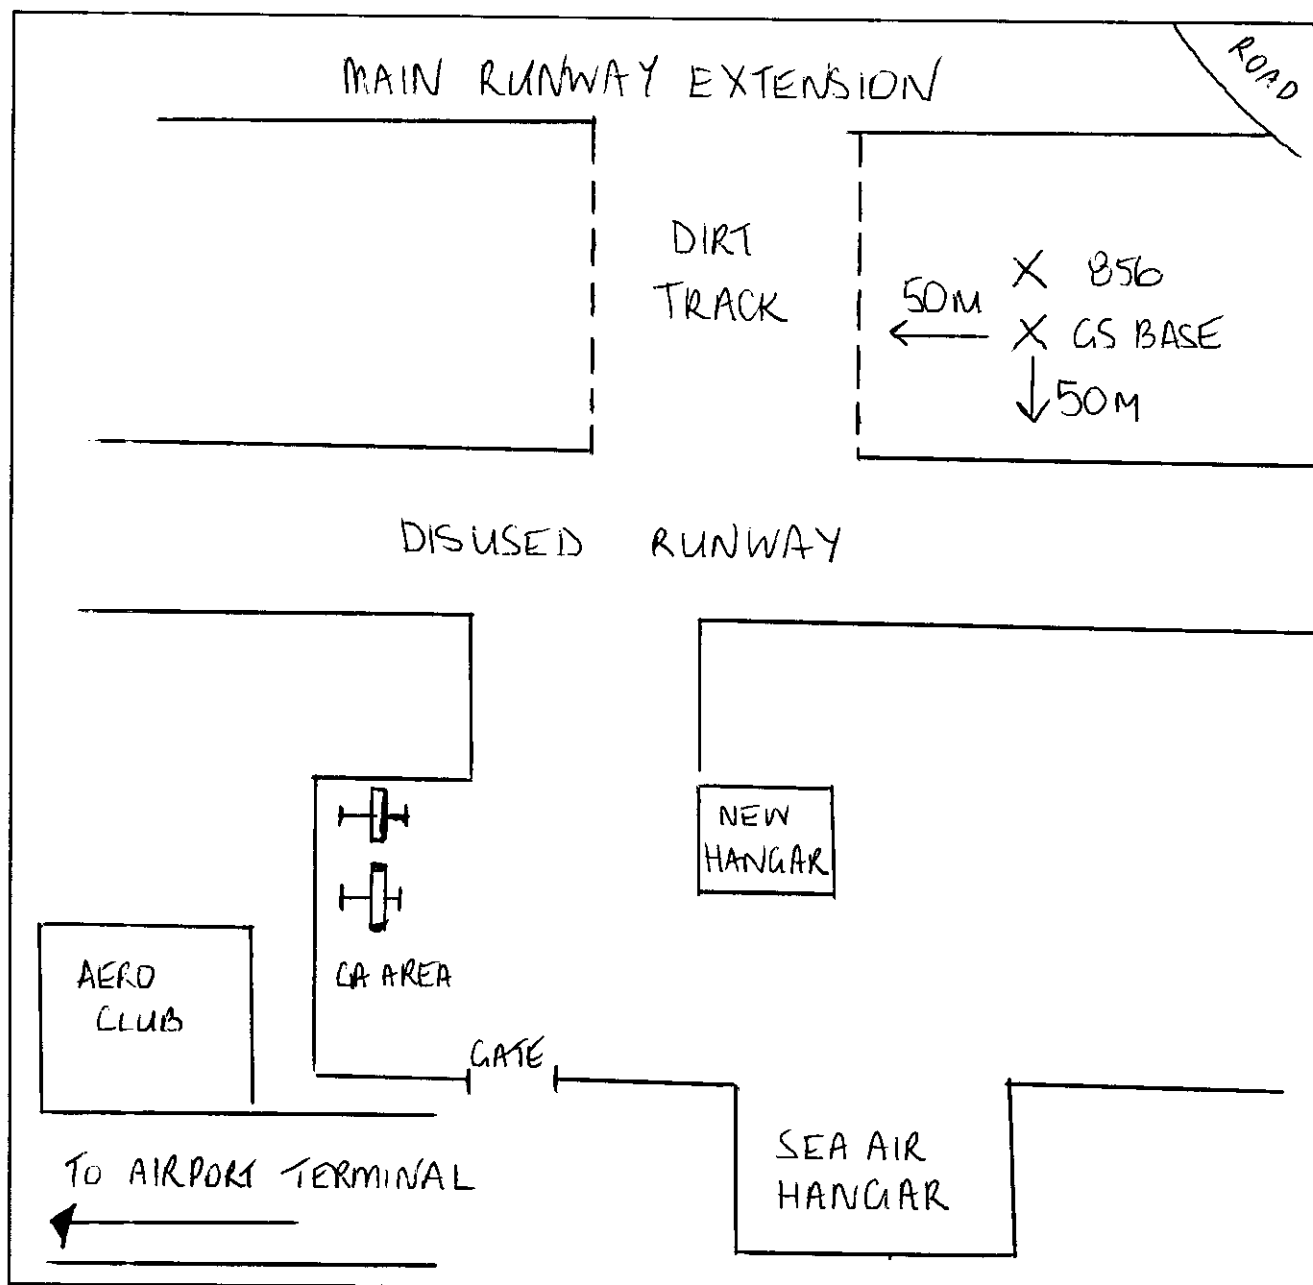 MAIN RUNWAY EXTENSION
ROAD
DIRT
TRACK
X 856
50M
X GS BASE
50M
DISUSED RUNWAY
NEW
HANGAR
AERO
CLUB
GA AREA
GATE
SEA AIR
HANGAR
TO AIRPORT TERMINAL